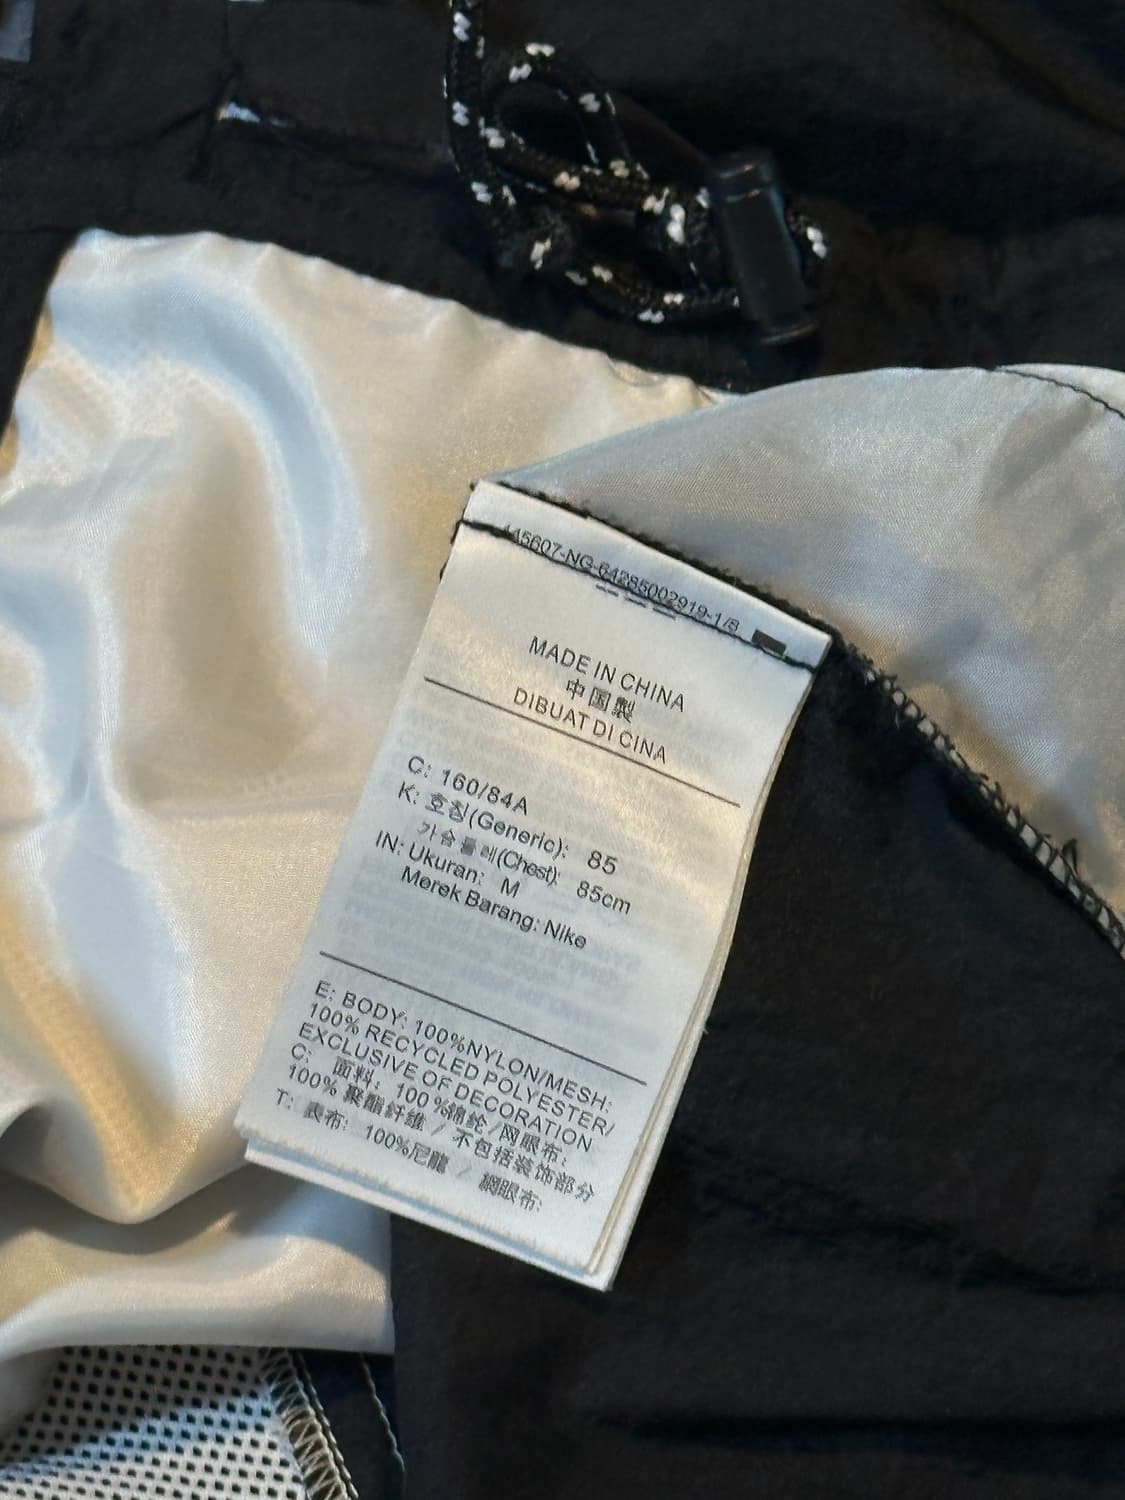 145607-NG-64285002919-1/8
MADE IN CHINA
中国製
DIBUAT DI CINA
C: 160/84A
K: 호칭(Generic): 85
가슴둘레(Chest): 85cm
IN: Ukuran: M
Merek Barang: Nike
E: BODY: 100%NYLON/MESH:
100% RECYCLED POLYESTER/
EXCLUSIVE OF DECORATION
C: 面料: 100%锦纶/网眼布:
100% 聚酯纤维 / 不包括装饰部分
T: 表布: 100%尼龍 / 網眼布: